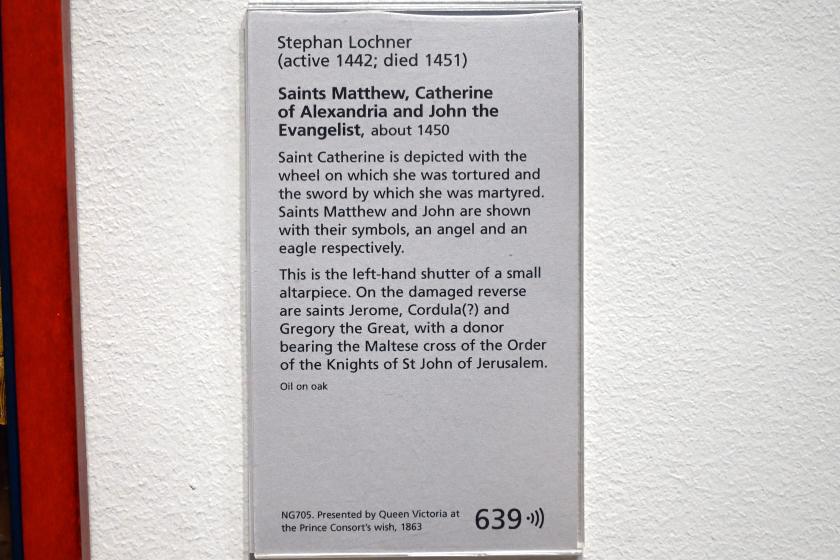 Stephan Lochner
(active 1442; died 1451)
Saints Matthew, Catherine
of Alexandria and John the
Evangelist, about 1450
Saint Catherine is depicted with the
wheel on which she was tortured and
the sword by which she was martyred.
Saints Matthew and John are shown
with their symbols, an angel and an
eagle respectively.
This is the left-hand shutter of a small
altarpiece. On the damaged reverse
are saints Jerome, Cordula(?) and
Gregory the Great, with a donor
bearing the Maltese cross of the Order
of the Knights of St John of Jerusalem.
Oil on oak
NG705. Presented by Queen Victoria at
the Prince Consort's wish, 1863
639